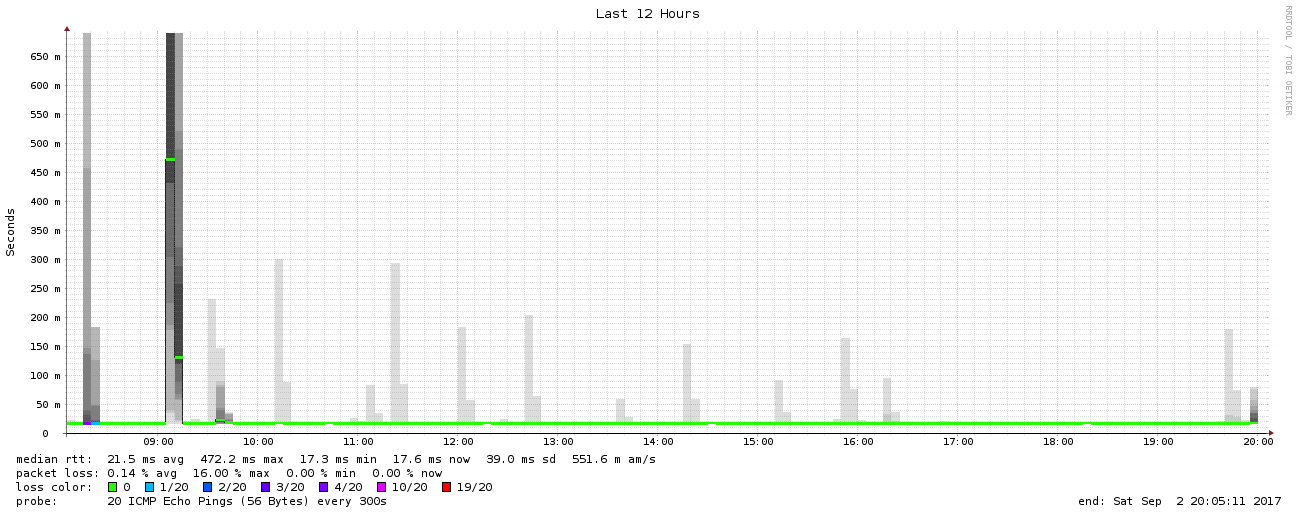 Last 12 Hours
RRDTOOL / TOBI OETIKER
Seconds
650 m
600 m
550 m
500 m
450 m
400 m
350 m
300 m
250 m
200 m
150 m
100 m
50 m
0
09:00 10:00 11:00 12:00 13:00 14:00 15:00 16:00 17:00 18:00 19:00 20:00
median rtt: 21.5 ms avg 472.2 ms max 17.3 ms min 17.6 ms now 39.0 ms sd 551.6 m am/s
packet loss: 0.14 % avg 16.00 % max 0.00 % min 0.00 % now
loss color: 0 1/20 2/20 3/20 4/20 10/20 19/20
probe: 20 ICMP Echo Pings (56 Bytes) every 300s end: Sat Sep 2 20:05:11 2017